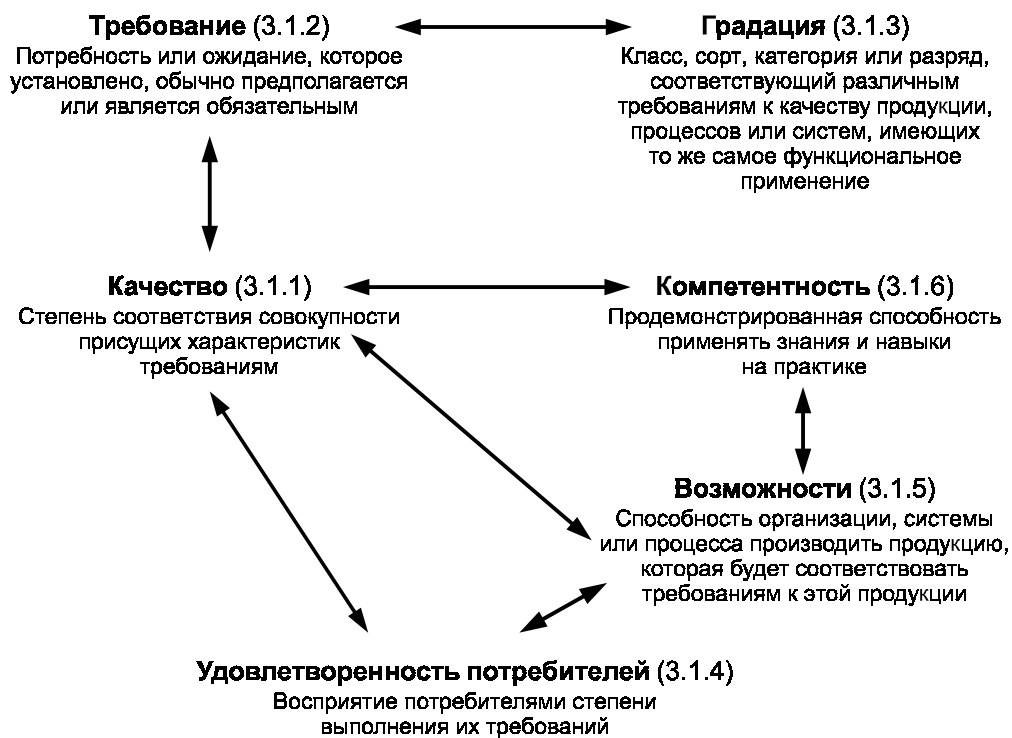 Требование (3.1.2)
Потребность или ожидание, которое
установлено, обычно предполагается
или является обязательным
Градация (3.1.3)
Класс, сорт, категория или разряд,
соответствующий различным
требованиям к качеству продукции,
процессов или систем, имеющих
то же самое функциональное
применение
Качество (3.1.1)
Степень соответствия совокупности
присущих характеристик
требованиям
Компетентность (3.1.6)
Продемонстрированная способность
применять знания и навыки
на практике
Возможности (3.1.5)
Способность организации, системы
или процесса производить продукцию,
которая будет соответствовать
требованиям к этой продукции
Удовлетворенность потребителей (3.1.4)
Восприятие потребителями степени
выполнения их требований